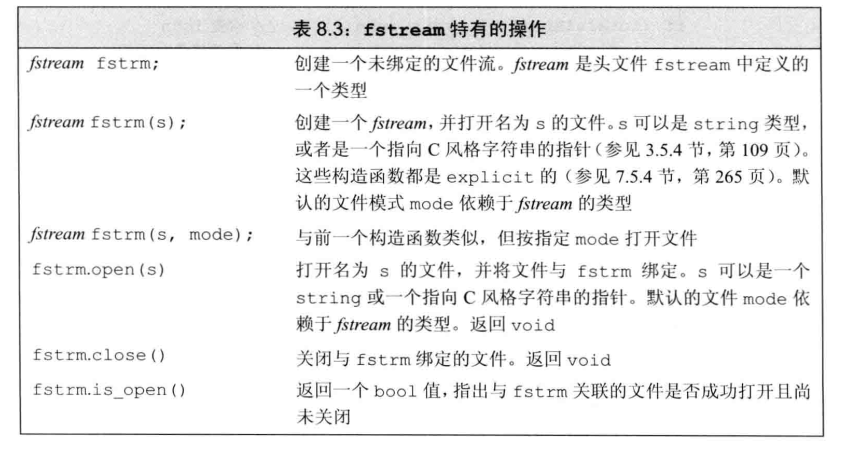 表 8.3：fstream 特有的操作
fstream fstrm; 创建一个未绑定的文件流。fstream 是头文件 fstream 中定义的
一个类型
fstream fstrm(s); 创建一个 fstream，并打开名为 s 的文件。s 可以是 string 类型，
或者是一个指向 C 风格字符串的指针（参见 3.5.4 节，第 109 页）。
这些构造函数都是 explicit 的（参见 7.5.4 节，第 265 页）。默
认的文件模式 mode 依赖于 fstream 的类型
fstream fstrm(s, mode); 与前一个构造函数类似，但按指定 mode 打开文件
fstrm.open(s) 打开名为 s 的文件，并将文件与 fstrm 绑定。s 可以是一个
string 或一个指向 C 风格字符串的指针。默认的文件 mode 依
赖于 fstream 的类型。返回 void
fstrm.close() 关闭与 fstrm 绑定的文件。返回 void
fstrm.is_open() 返回一个 bool 值，指出与 fstrm 关联的文件是否成功打开且尚
未关闭